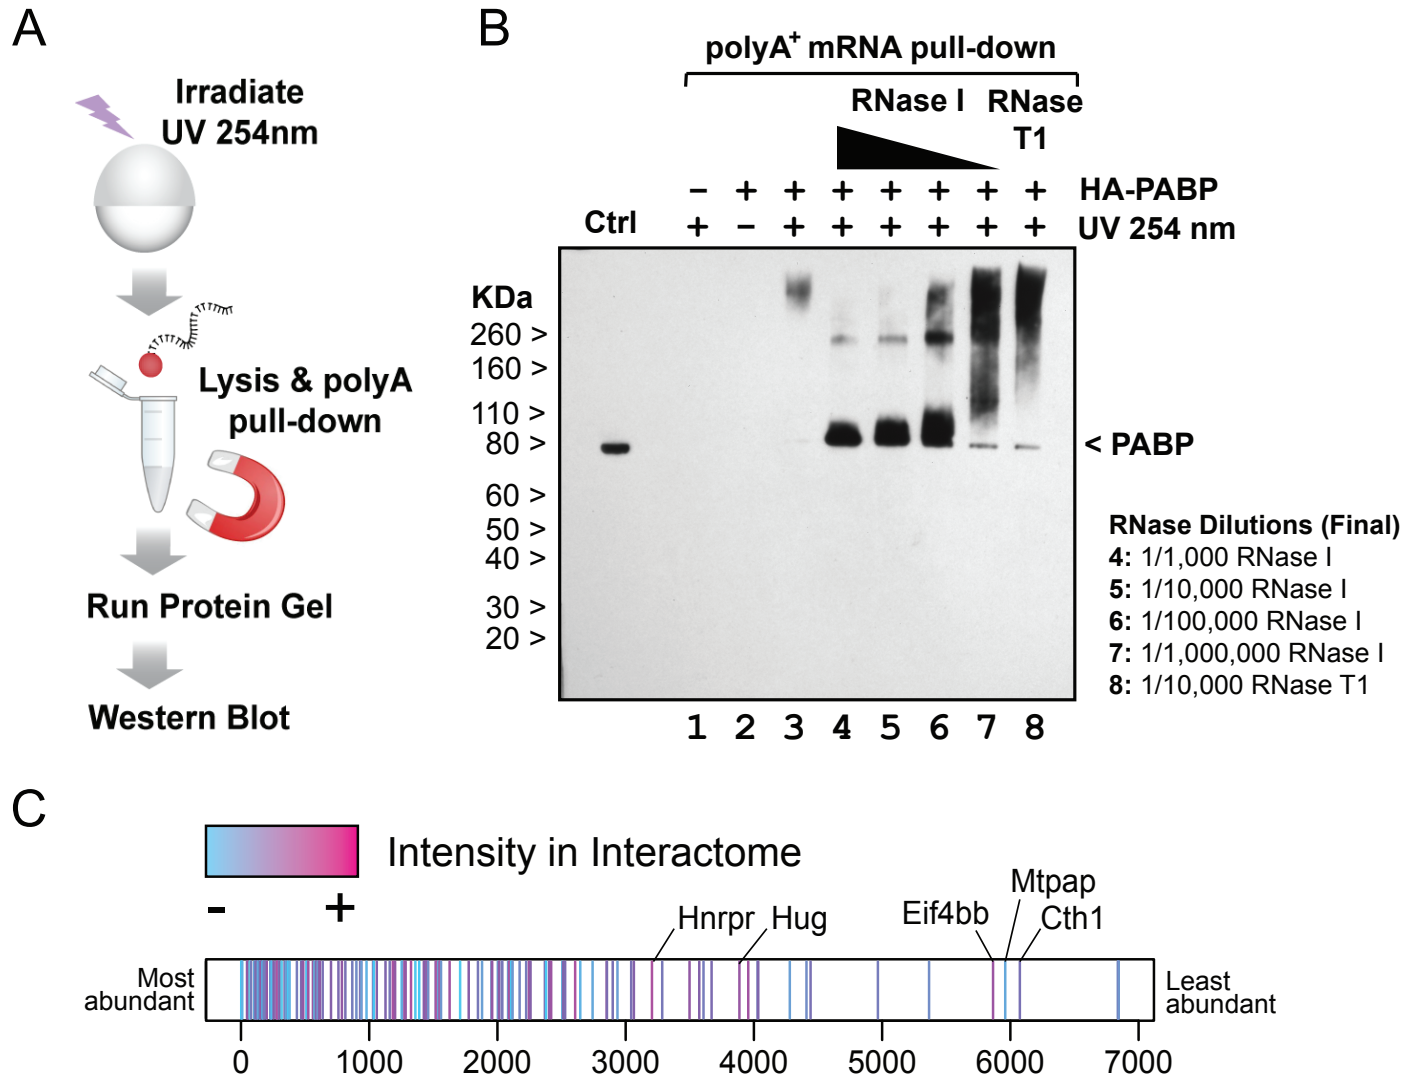 A
Irradiate
UV 254nm
Lysis & polyA
pull-down
Run Protein Gel
Western Blot
B
polyA+ mRNA pull-down
RNase I
RNase
T1
- + + + + + + + HA-PABP
Ctrl + - + + + + + + UV 254 nm
KDa
260 >
160 >
110 >
80 >
60 >
50 >
40 >
30 >
20 >
< PABP
1 2 3 4 5 6 7 8
RNase Dilutions (Final)
4: 1/1,000 RNase I
5: 1/10,000 RNase I
6: 1/100,000 RNase I
7: 1/1,000,000 RNase I
8: 1/10,000 RNase T1
C
Intensity in Interactome
- +
Hnrpr Hug Eif4bb Mtpap Cth1
Most
abundant
Least
abundant
0 1000 2000 3000 4000 5000 6000 7000